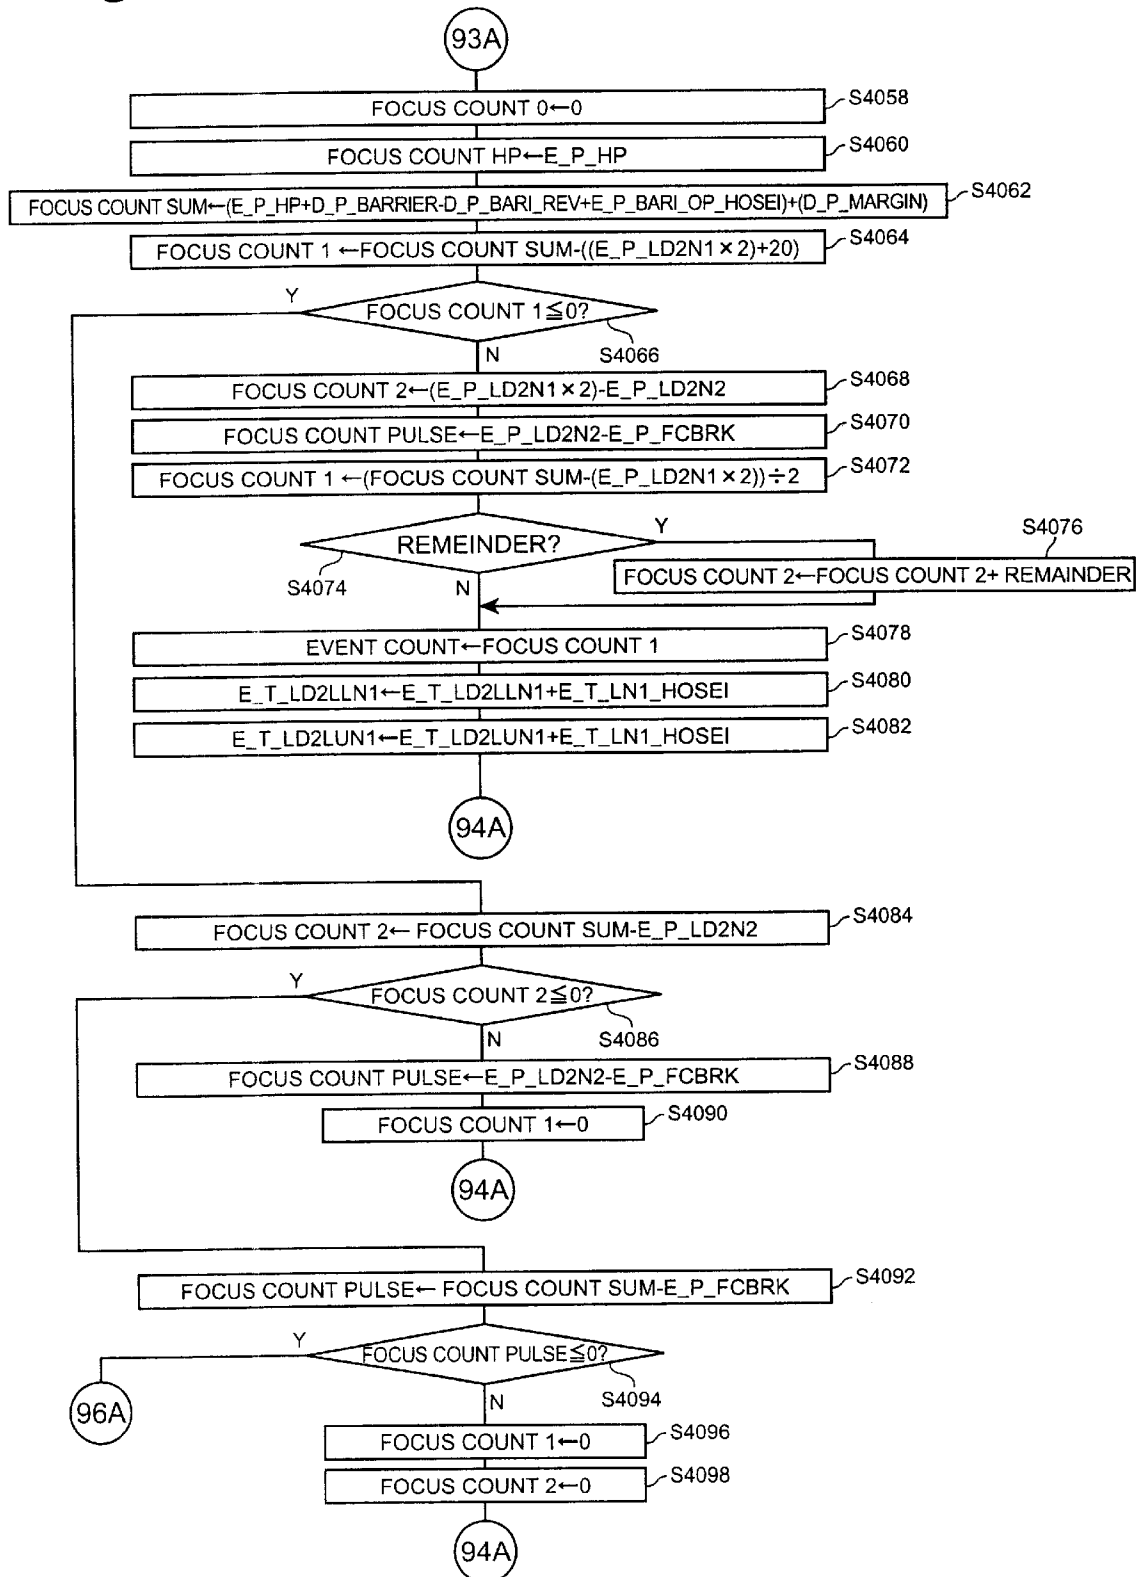 93A
FOCUS COUNT 0←0
S4058
FOCUS COUNT HP←E_P_HP
S4060
FOCUS COUNT SUM←(E_P_HP+D_P_BARRIER-D_P_BARI_REV+E_P_BARI_OP_HOSEI)+(D_P_MARGIN)
S4062
FOCUS COUNT 1 ←FOCUS COUNT SUM-((E_P_LD2N1×2)+20)
S4064
Y
FOCUS COUNT 1≦0?
S4066
N
FOCUS COUNT 2←(E_P_LD2N1×2)-E_P_LD2N2
S4068
FOCUS COUNT PULSE←E_P_LD2N2-E_P_FCBRK
S4070
FOCUS COUNT 1 ←(FOCUS COUNT SUM-(E_P_LD2N1×2))÷2
S4072
REMEINDER?
Y
S4074
N
S4076
FOCUS COUNT 2←FOCUS COUNT 2+ REMAINDER
EVENT COUNT←FOCUS COUNT 1
S4078
E_T_LD2LLN1←E_T_LD2LLN1+E_T_LN1_HOSEI
S4080
E_T_LD2LUN1←E_T_LD2LUN1+E_T_LN1_HOSEI
S4082
94A
FOCUS COUNT 2← FOCUS COUNT SUM-E_P_LD2N2
S4084
Y
FOCUS COUNT 2≦0?
S4086
N
FOCUS COUNT PULSE←E_P_LD2N2-E_P_FCBRK
S4088
FOCUS COUNT 1←0
S4090
94A
FOCUS COUNT PULSE← FOCUS COUNT SUM-E_P_FCBRK
S4092
Y
FOCUS COUNT PULSE≦0?
S4094
96A
N
FOCUS COUNT 1←0
S4096
FOCUS COUNT 2←0
S4098
94A